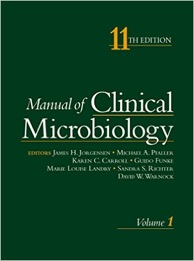 11TH EDITION
Manual of
Clinical
Microbiology
EDITORS JAMES H. JORGENSEN • MICHAEL A. PFALLER
KAREN C. CARROLL • GUIDO FUNKE
MARIE LOUISE LANDRY • SANDRA S. RICHTER
DAVID W. WARNOCK
Volume 1